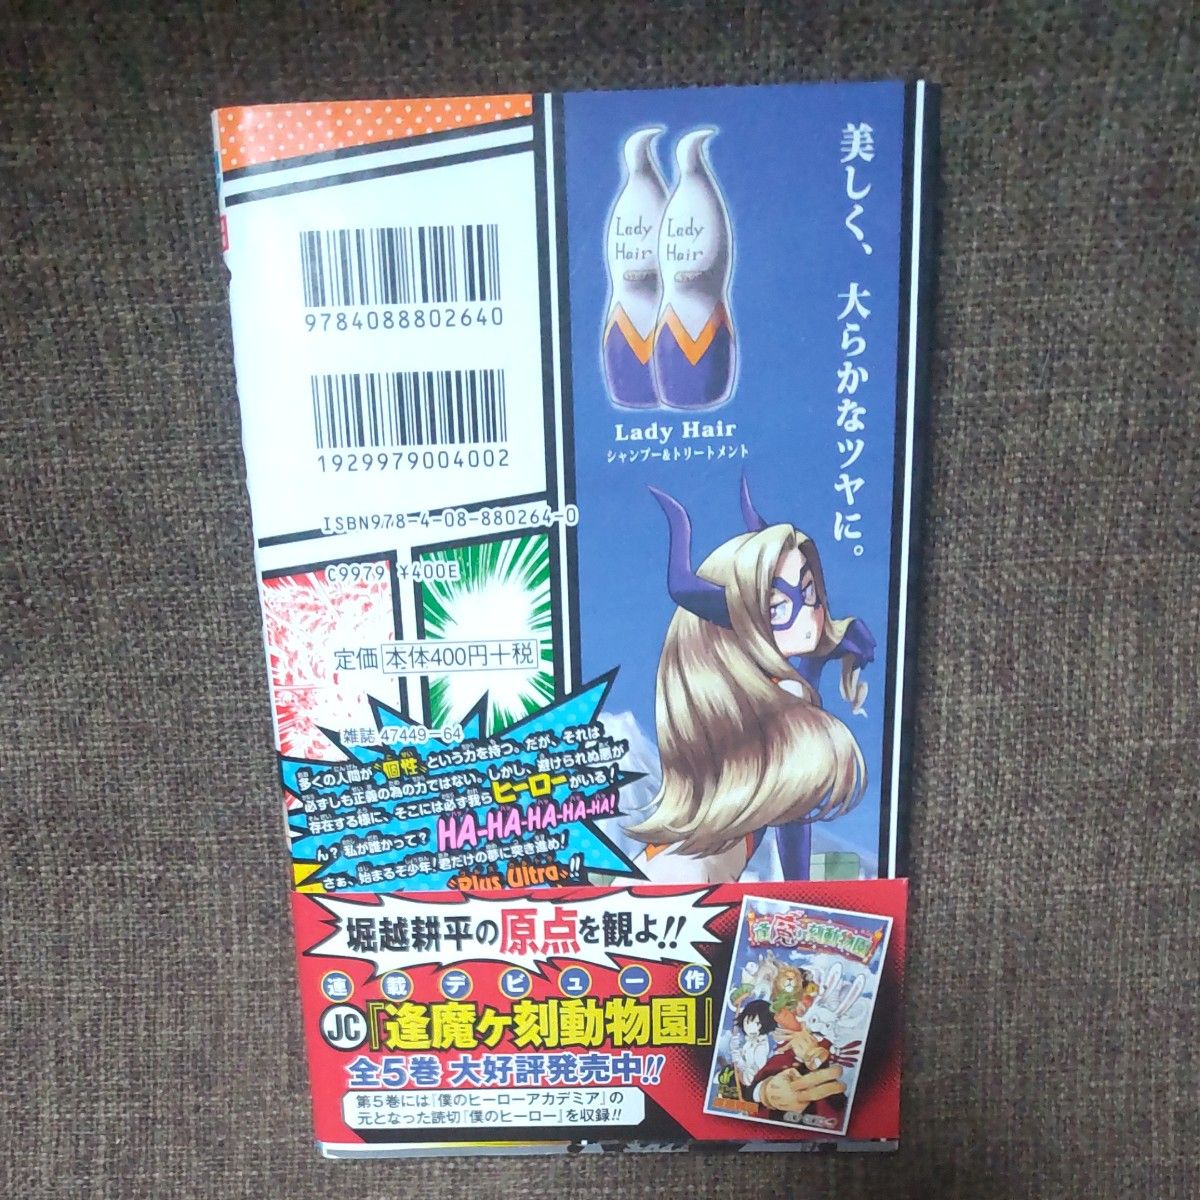 9784088802640
1929979004002
ISBN978-4-08-880264-0
C9979 ¥400E
定価 本体400円+税
雑誌 47449-64
美しく、大らかなツヤに。
Lady Hair
Lady Hair
Lady Hair
シャンプー&トリートメント
多くの人間が“個性”という力を持つ。だが、それは
必ずしも正義の為の力ではない。しかし、避けられぬ悪が
存在する様に、そこには必ず我らヒーローがいる!
ん?私が誰かって? HA-HA-HA-HA-HA!
さぁ、始まるぞ少年!君だけの夢に突き進め!
“Plus Ultra”!!
堀越耕平の原点を観よ!!
連載デビュー作
JC『逢魔ヶ刻動物園』
全5巻 大好評発売中!!
第5巻には『僕のヒーローアカデミア』の
元となった読切『僕のヒーロー』を収録!!
逢魔ヶ刻動物園